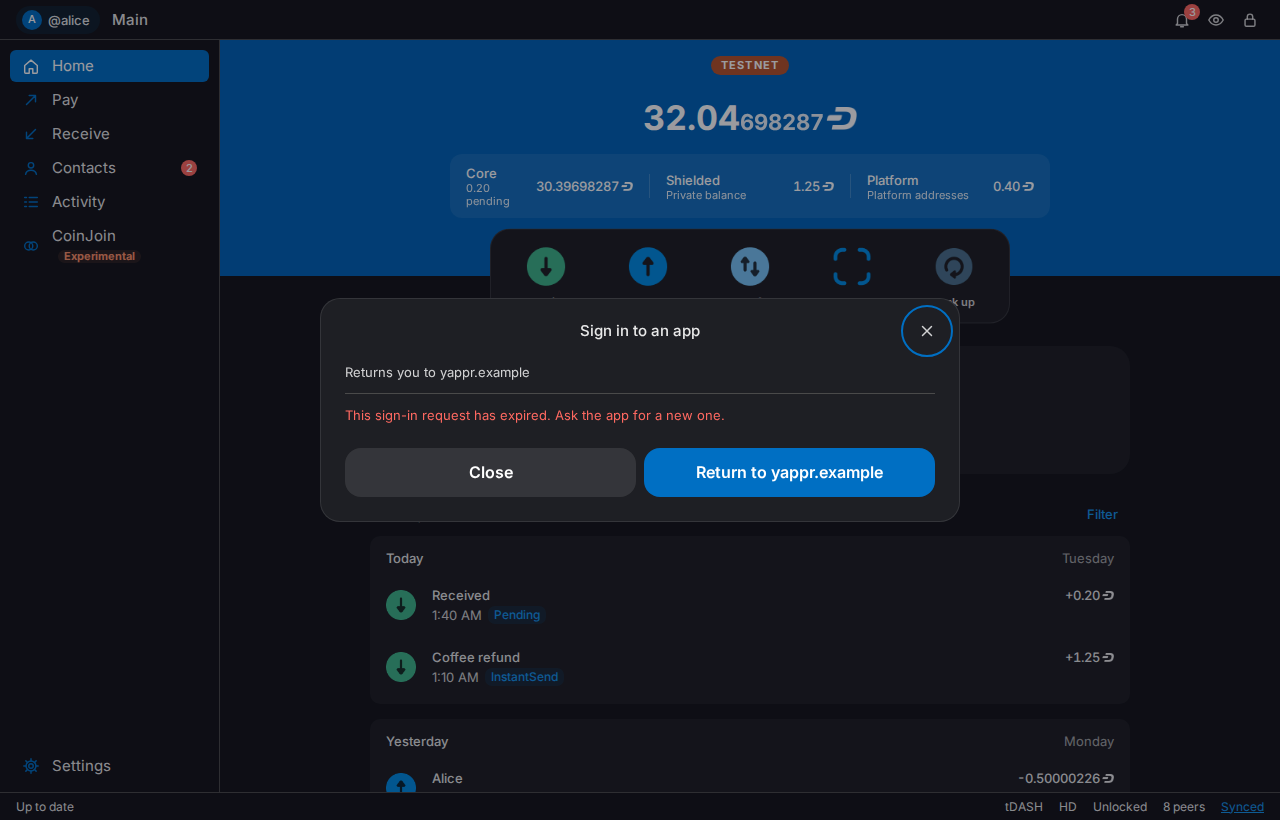 A @alice Main 3
Home
Pay
Receive
Contacts 2
Activity
CoinJoin
Experimental
Settings
TESTNET
32.04698287
Core
0.20
pending
30.39698287
Shielded
Private balance
1.25
Platform
Platform addresses
0.40
up
Sign in to an app
Returns you to yappr.example
This sign-in request has expired. Ask the app for a new one.
Close
Return to yappr.example
Filter
Today
Tuesday
Received
+0.20
1:40 AM Pending
Coffee refund
+1.25
1:10 AM InstantSend
Yesterday
Monday
Alice
-0.50000226
Up to date
tDASH HD Unlocked 8 peers Synced